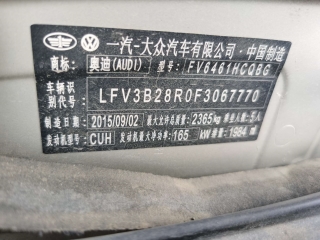 一汽-大众汽车有限公司·中国制造
商标: 奥迪(AUDI) 型号: FV6461HCQBG
车辆识别代号: LFV3B28R0F3067770
制造日期: 2015/09/02 最大允许总质量: 2365kg 乘坐人数: 5人
发动机型号: CUH 发动机最大净功率: 165 kW 排量: 1984 mL